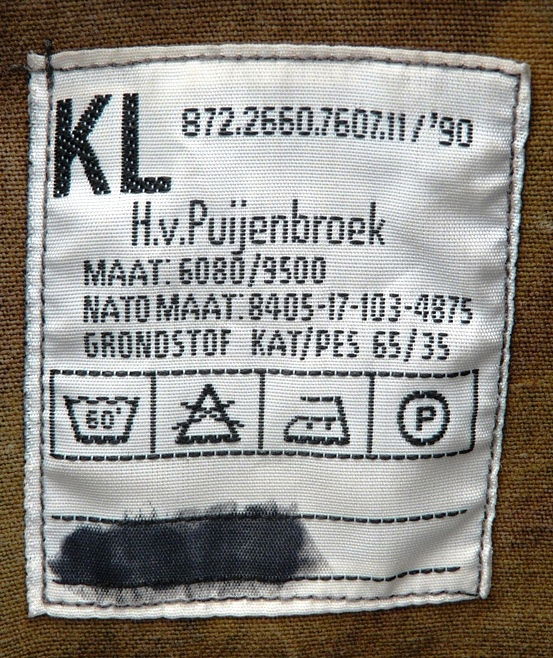 KL 872.2660.7607.11/'90
H.v.Puijenbroek
MAAT: 6080/9500
NATO MAAT: 8405-17-103-4875
GRONDSTOF KAT/PES 65/35
60° P